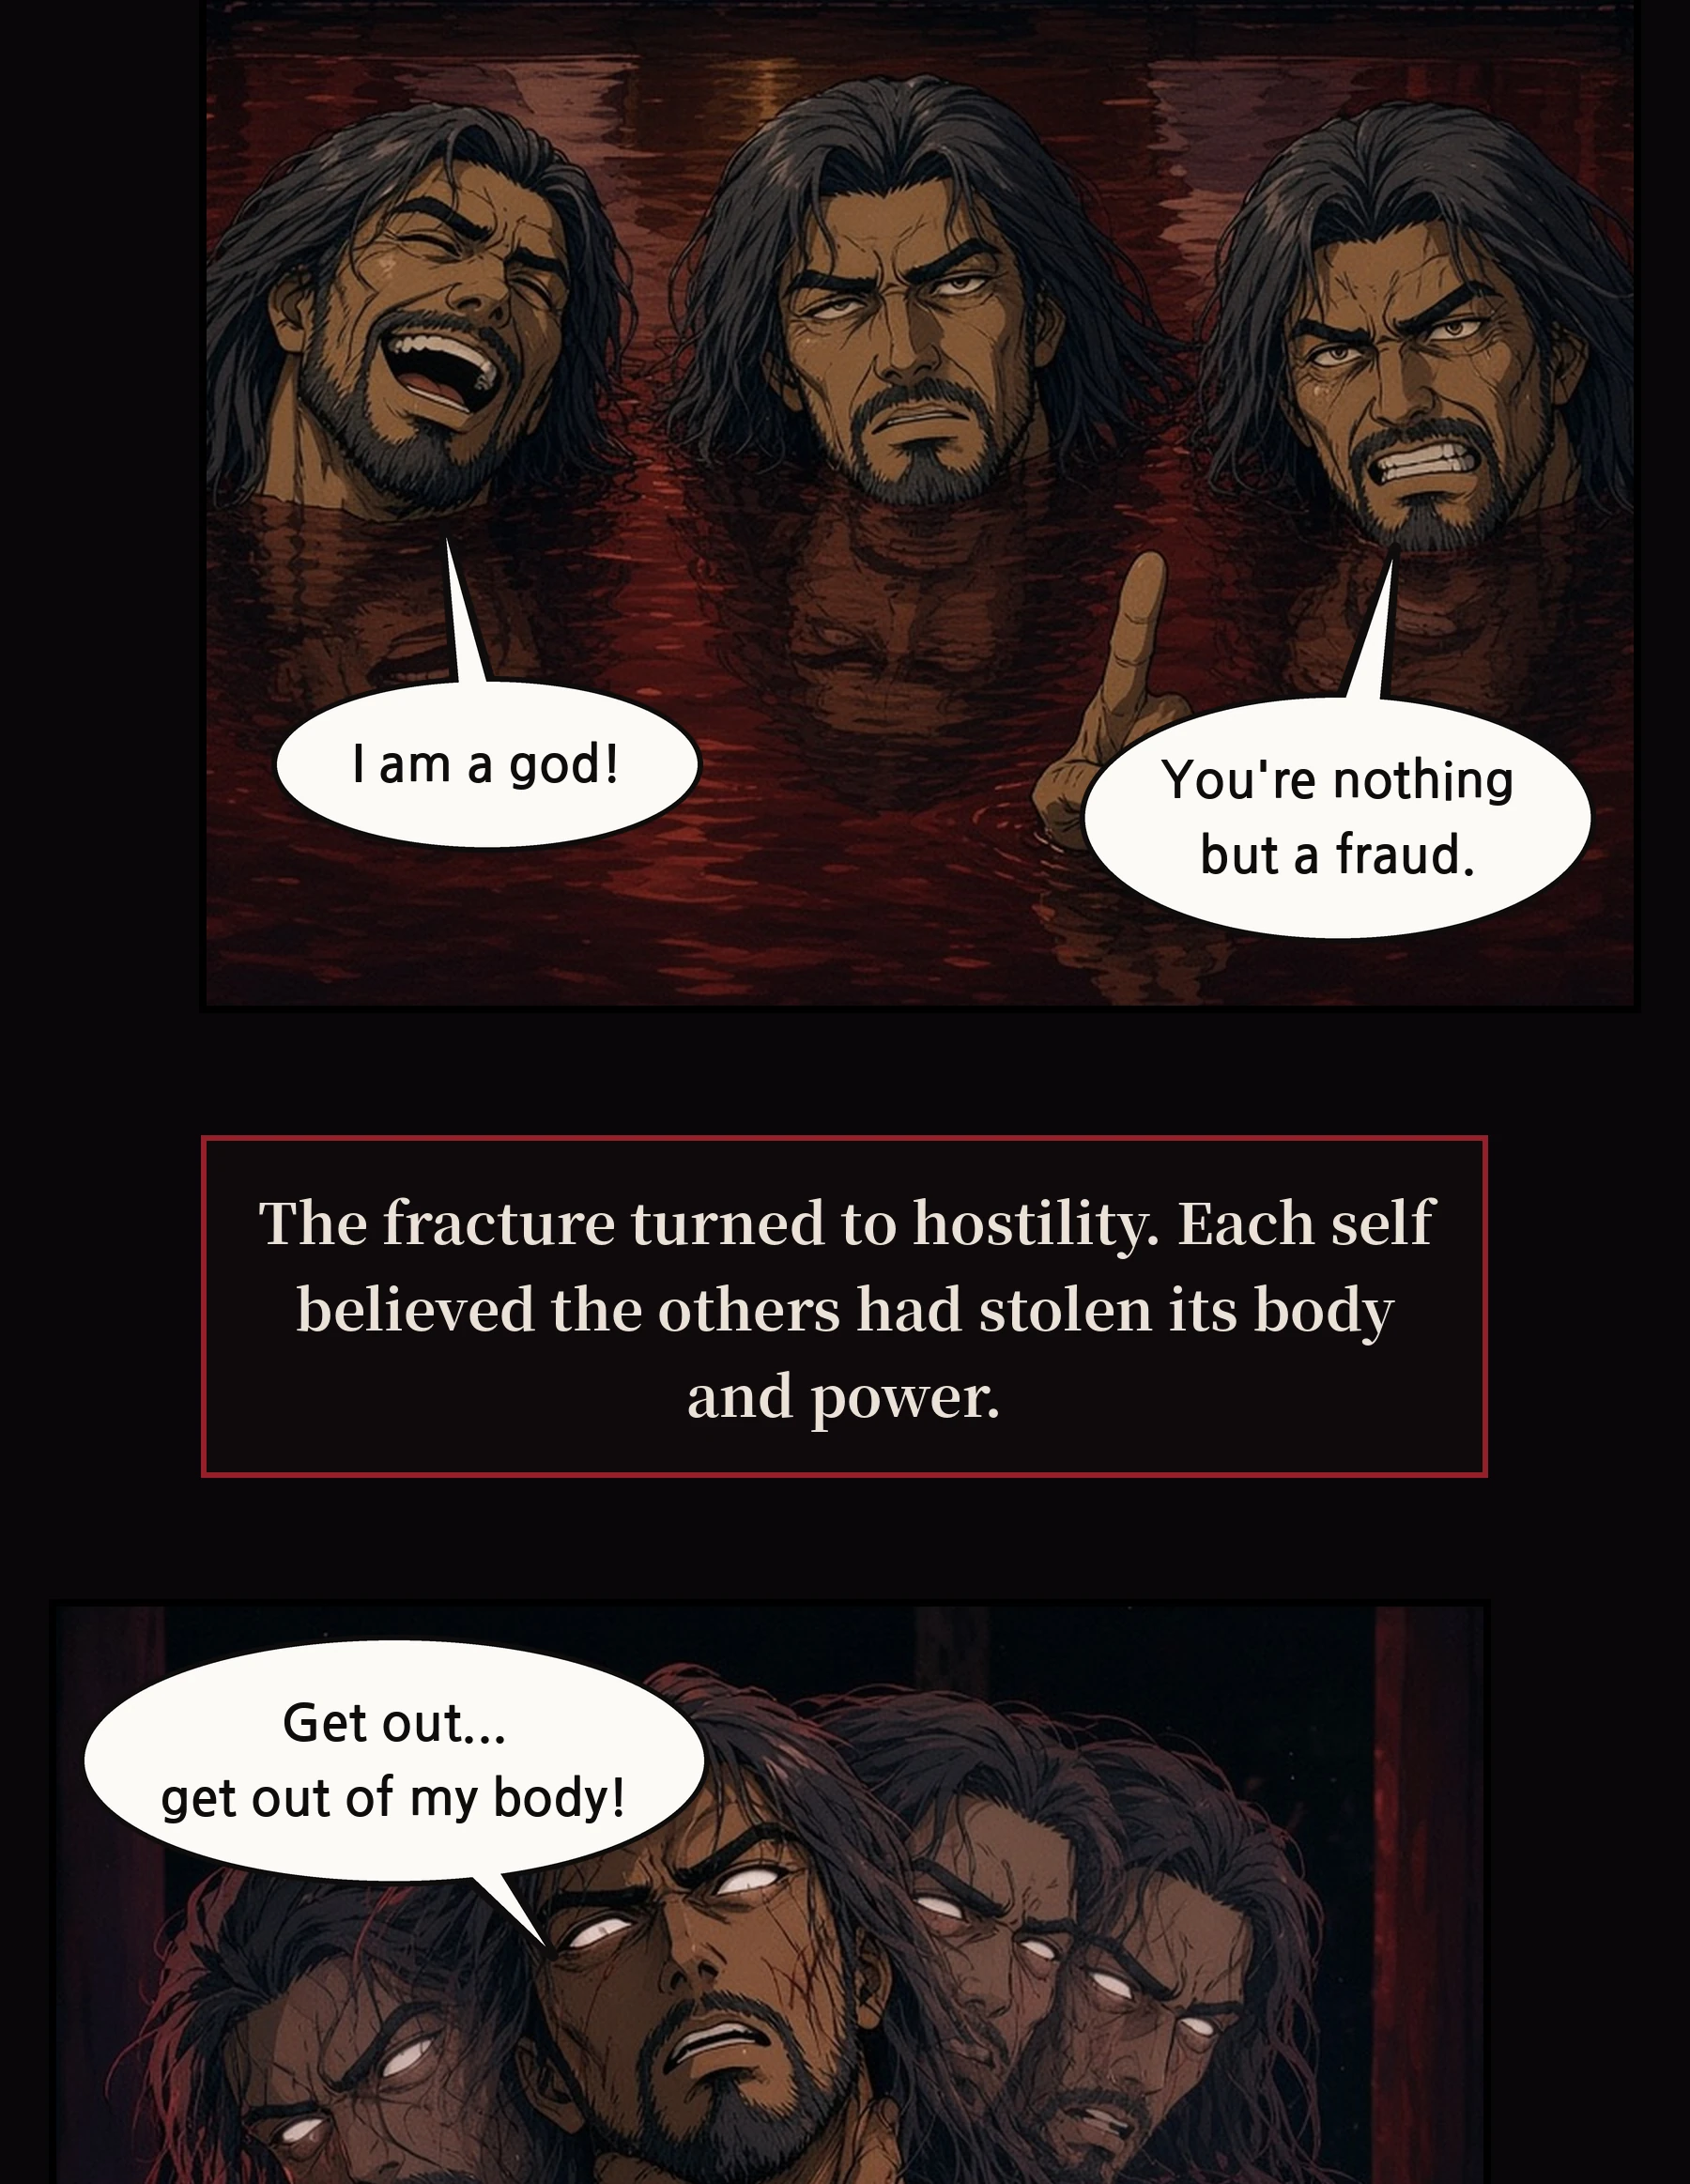 I am a god!
You're nothing
but a fraud.
The fracture turned to hostility. Each self
believed the others had stolen its body
and power.
Get out...
get out of my body!